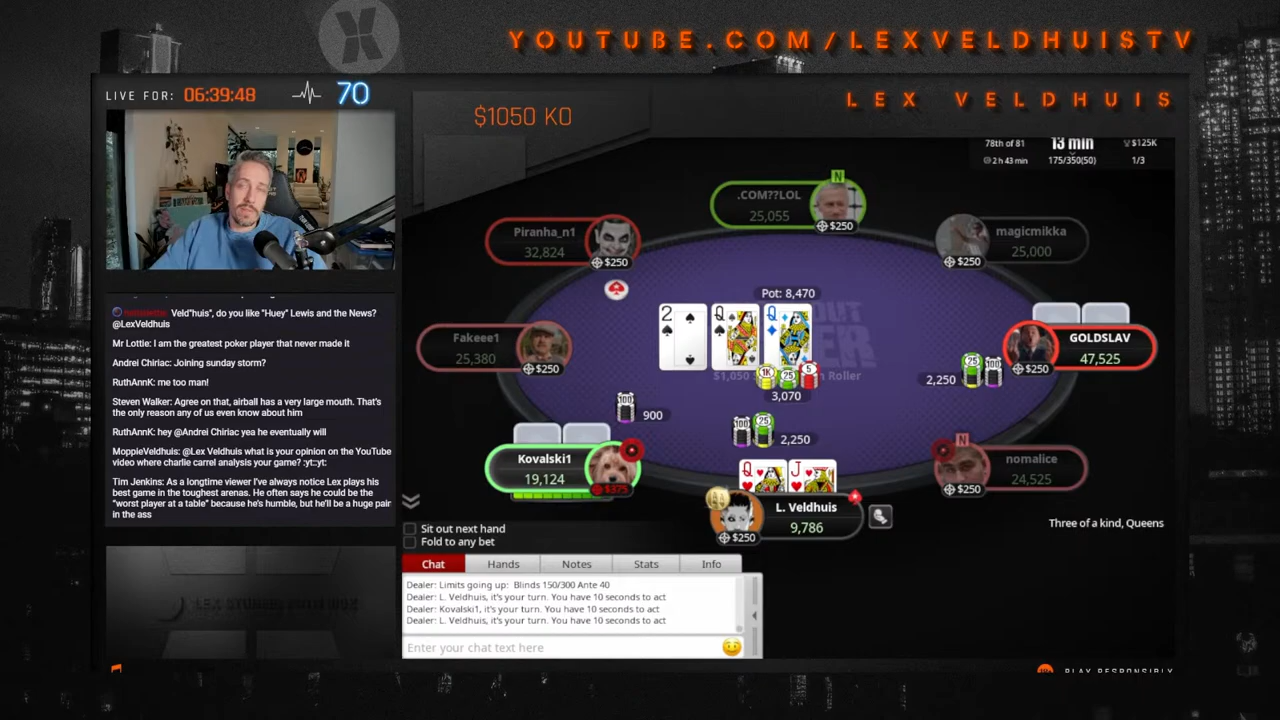 YOUTUBE.COM/LEXVELDHUISTV
LIVE FOR: 06:39:48 70
$1050 KO
LEX VELDHUIS
78th of 81
2 h 43 min
13 min
175/350(50)
$125K
1/3
.COM??LOL
25,055
$250
N
Piranha_n1
32,824
$250
magicmikka
25,000
$250
Pot: 8,470
2 Q Q
Fakeee1
25,380
$250
GOLDSLAV
47,525
$250
2,250
25 100
1K 25 5
3,070
100
900
100 25
2,250
Kovalski1
19,124
$375
Q J
L. Veldhuis
9,786
$250
N
nomalice
24,525
$250
Three of a kind, Queens
Veld"huis", do you like "Huey" Lewis and the News?
@LexVeldhuis
Mr Lottie: I am the greatest poker player that never made it
Andrei Chiriac: Joining sunday storm?
RuthAnnK: me too man!
Steven Walker: Agree on that, airball has a very large mouth. That's
the only reason any of us even know about him
RuthAnnK: hey @Andrei Chiriac yea he eventually will
MoppieVeldhuis: @Lex Veldhuis what is your opinion on the YouTube
video where charlie carrel analysis your game? :yt::yt:
Tim Jenkins: As a longtime viewer I've always notice Lex plays his
best game in the toughest arenas. He often says he could be the
"worst player at a table" because he's humble, but he'll be a huge pair
in the ass
Sit out next hand
Fold to any bet
Chat Hands Notes Stats Info
Dealer: Limits going up: Blinds 150/300 Ante 40
Dealer: L. Veldhuis, it's your turn. You have 10 seconds to act
Dealer: Kovalski1, it's your turn. You have 10 seconds to act
Dealer: L. Veldhuis, it's your turn. You have 10 seconds to act
Enter your chat text here
PLAY RESPONSIBLY